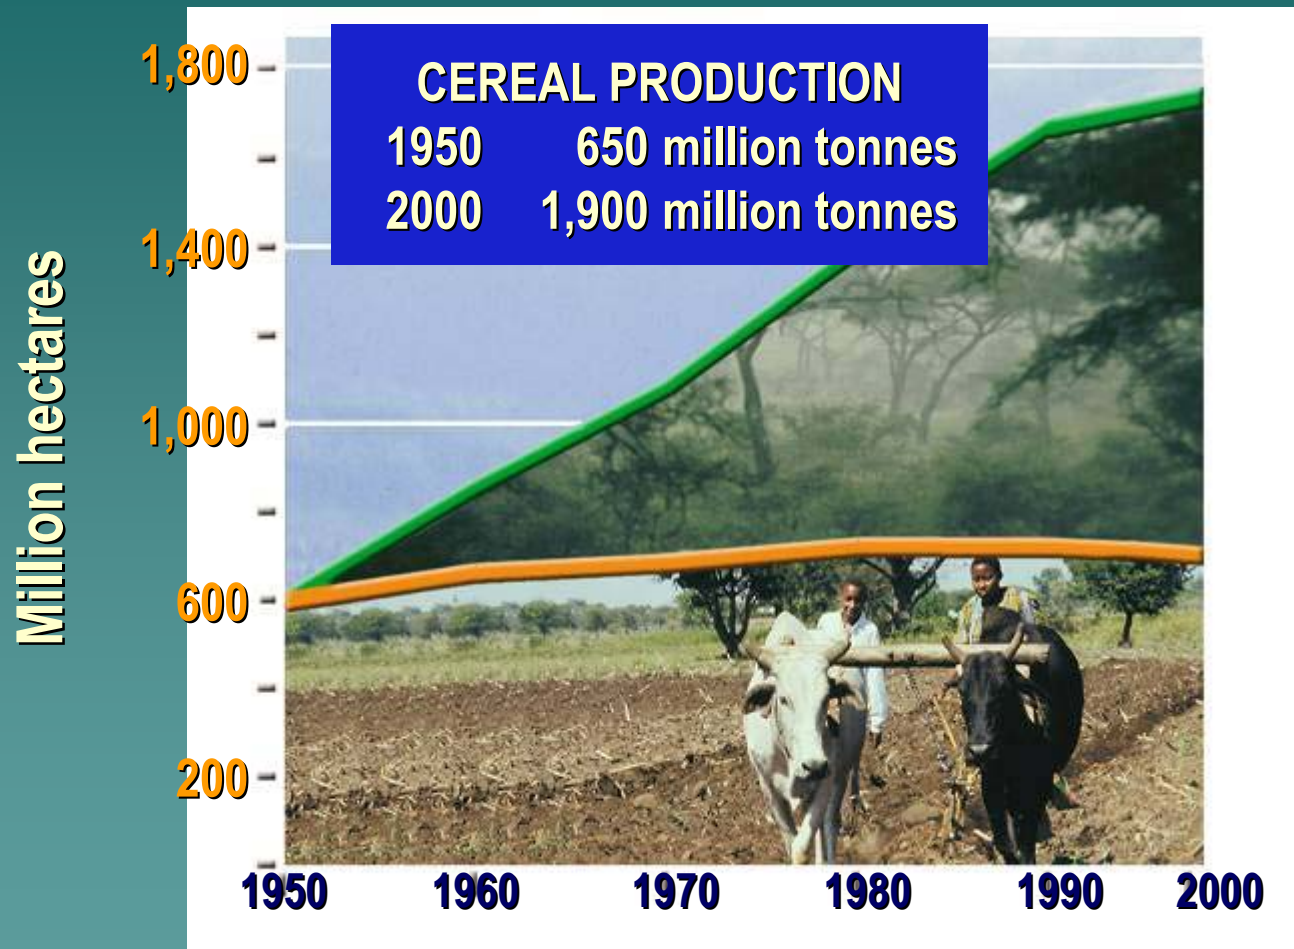 CEREAL PRODUCTION
1950 650 million tonnes
2000 1,900 million tonnes
Million hectares
1,800
1,400
1,000
600
200
1950 1960 1970 1980 1990 2000